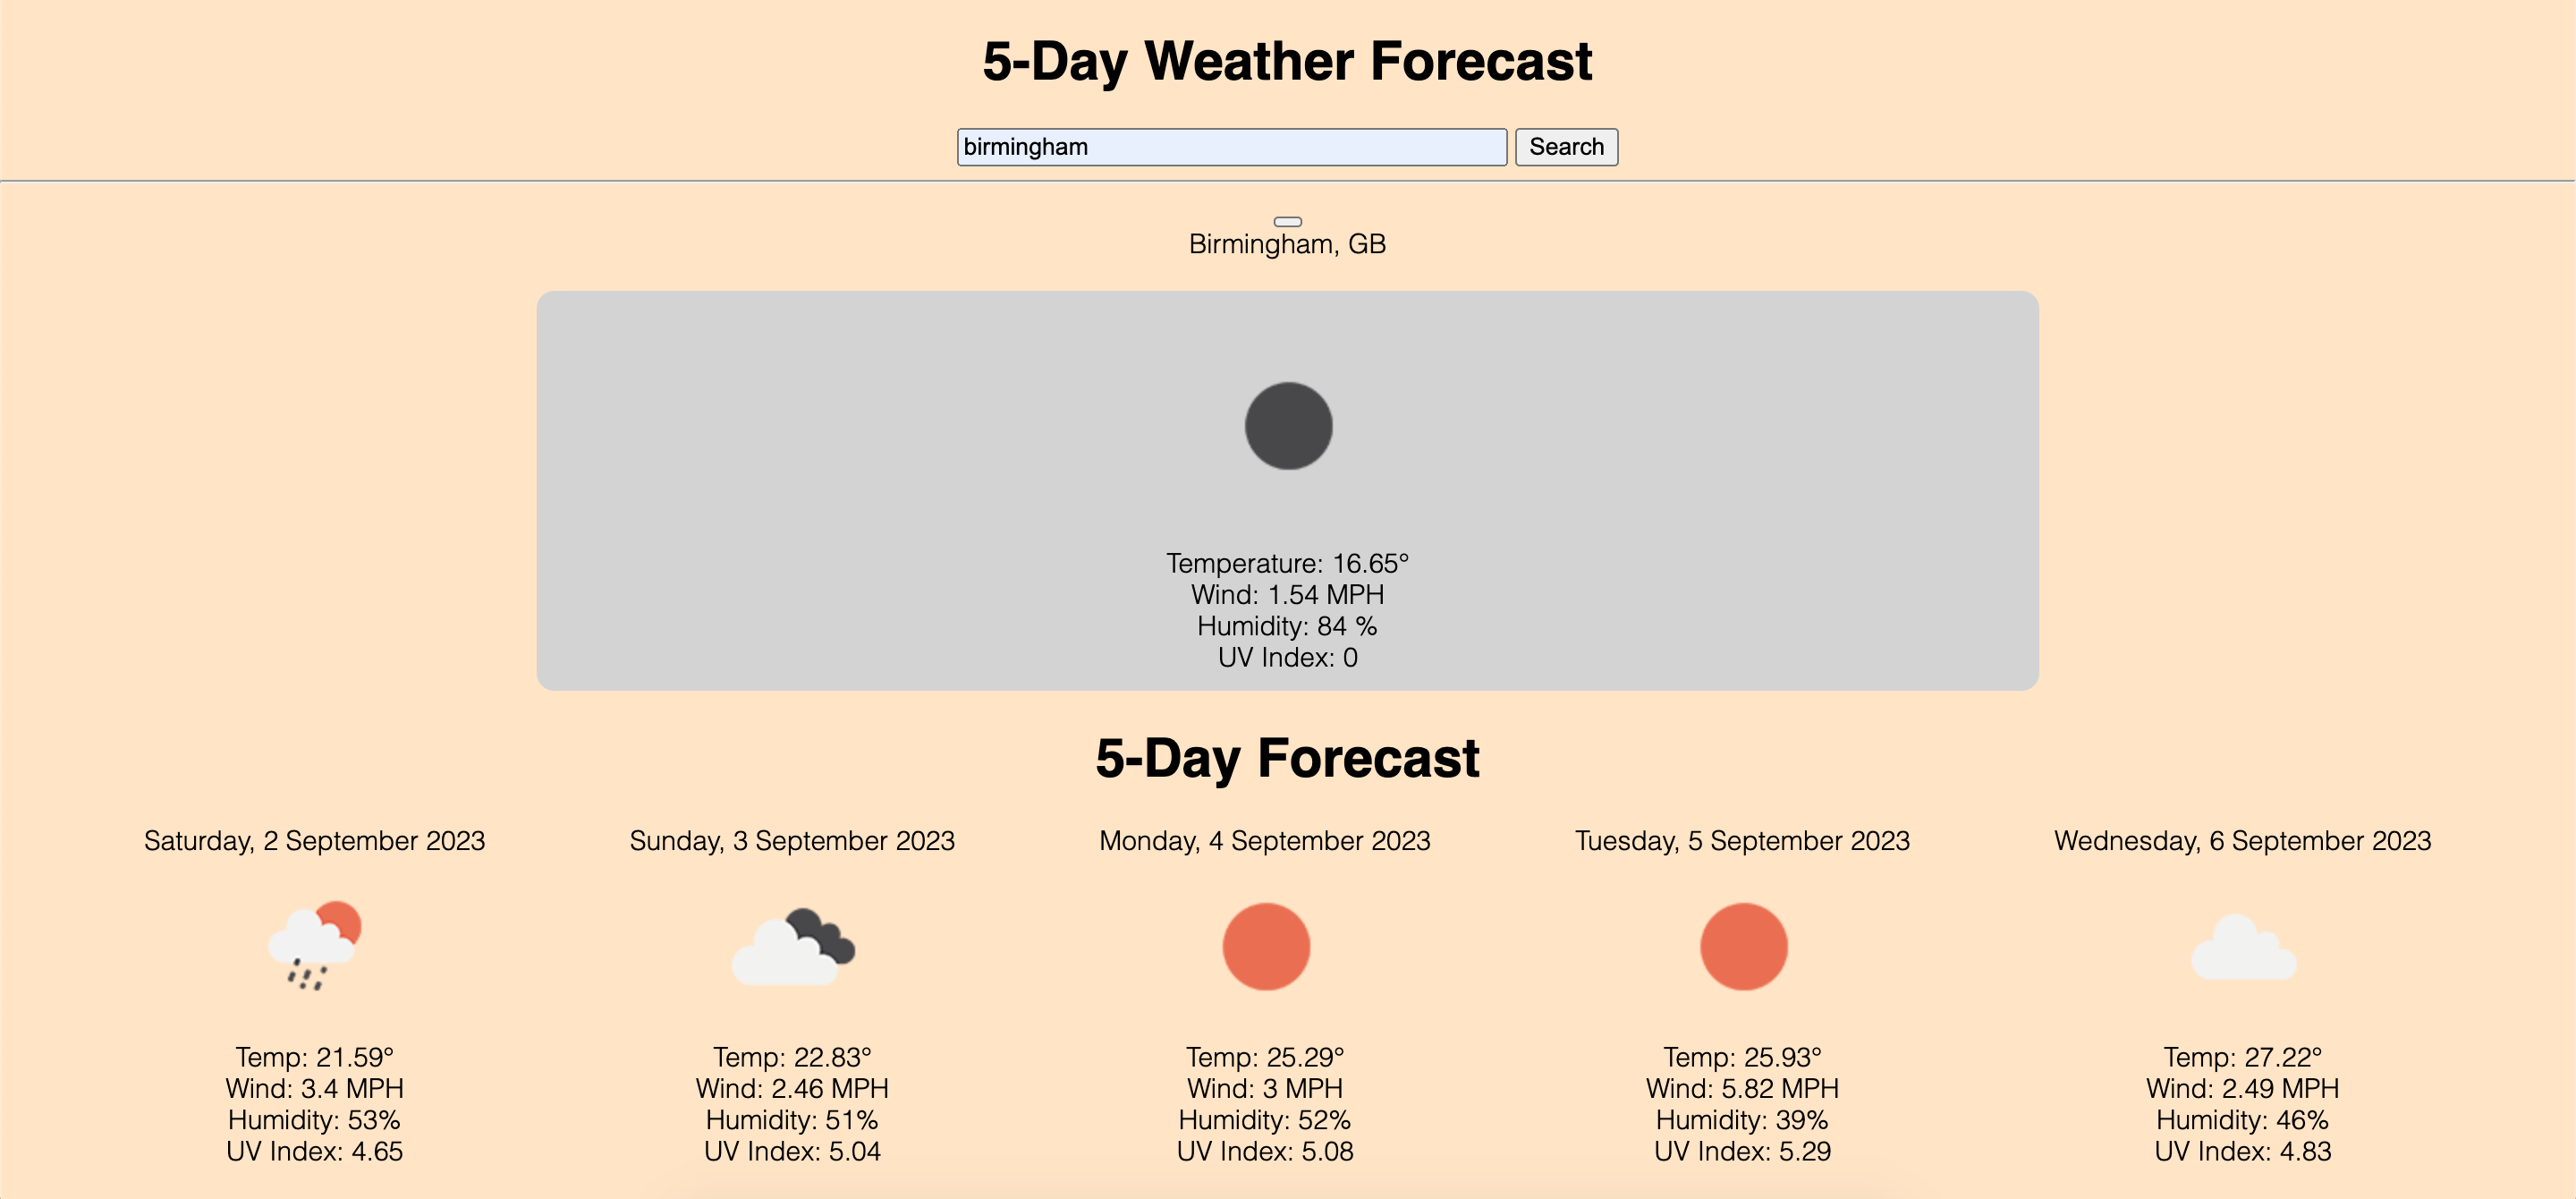 5-Day Weather Forecast
birmingham
Search
Birmingham, GB
Temperature: 16.65°
Wind: 1.54 MPH
Humidity: 84 %
UV Index: 0
5-Day Forecast
Saturday, 2 September 2023
Temp: 21.59°
Wind: 3.4 MPH
Humidity: 53%
UV Index: 4.65
Sunday, 3 September 2023
Temp: 22.83°
Wind: 2.46 MPH
Humidity: 51%
UV Index: 5.04
Monday, 4 September 2023
Temp: 25.29°
Wind: 3 MPH
Humidity: 52%
UV Index: 5.08
Tuesday, 5 September 2023
Temp: 25.93°
Wind: 5.82 MPH
Humidity: 39%
UV Index: 5.29
Wednesday, 6 September 2023
Temp: 27.22°
Wind: 2.49 MPH
Humidity: 46%
UV Index: 4.83